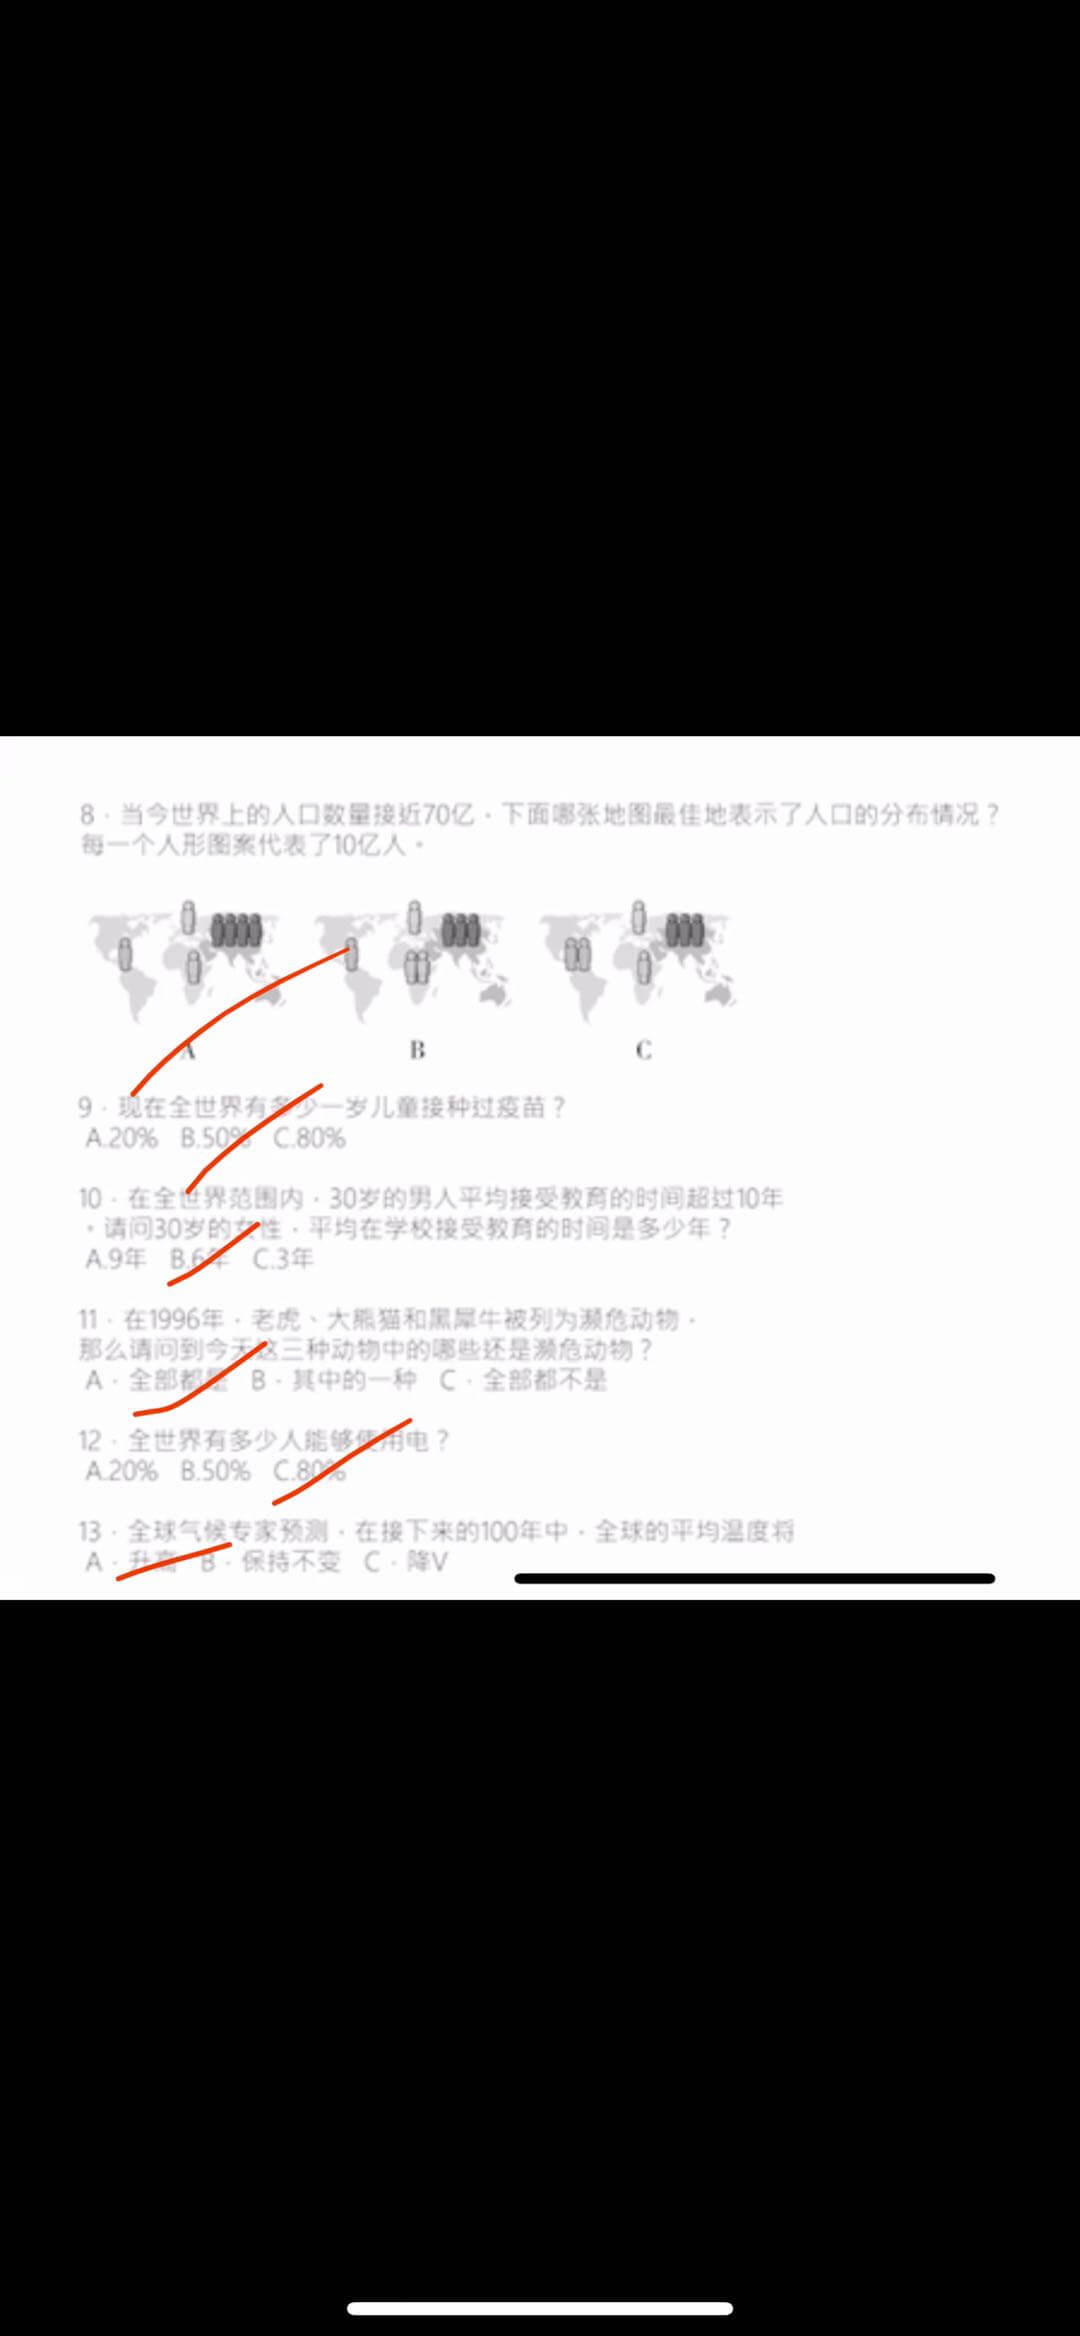 8．当今世界上的人口数量接近70亿，下面哪张地图最佳地表示了人口的分布情况？
每一个人形图案代表了10亿人。
A B C
9．现在全世界有多少一岁儿童接种过疫苗？
A.20% B.50% C.80%
10．在全世界范围内，30岁的男人平均接受教育的时间超过10年
。请问30岁的女性，平均在学校接受教育的时间是多少年？
A.9年 B.6年 C.3年
11．在1996年，老虎、大熊猫和黑犀牛被列为濒危动物，
那么请问到今天这三种动物中的哪些还是濒危动物？
A．全部都是 B．其中的一种 C．全部都不是
12．全世界有多少人能够使用电？
A.20% B.50% C.80%
13．全球气候专家预测，在接下来的100年中，全球的平均温度将
A．升高 B．保持不变 C．降V